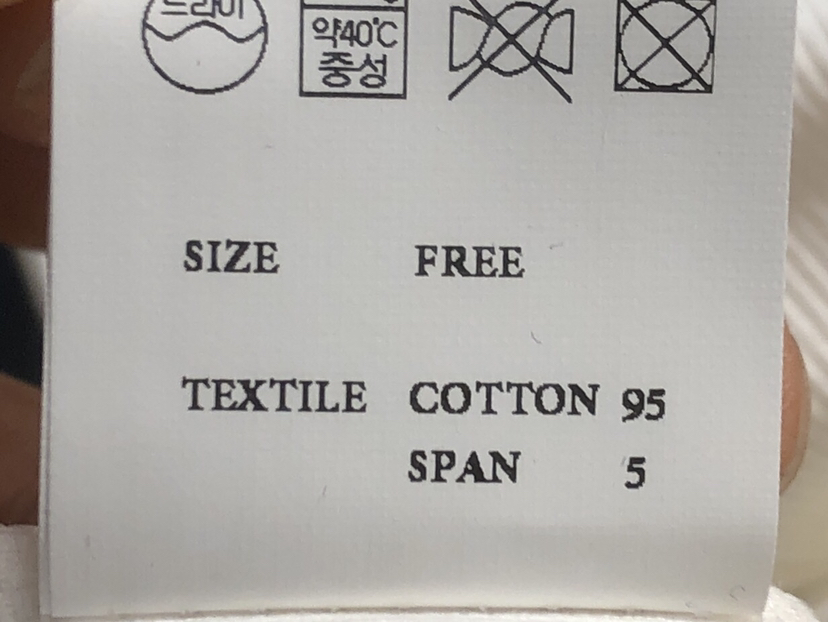 드라이
약40℃
중성
SIZE FREE
TEXTILE COTTON 95
SPAN 5